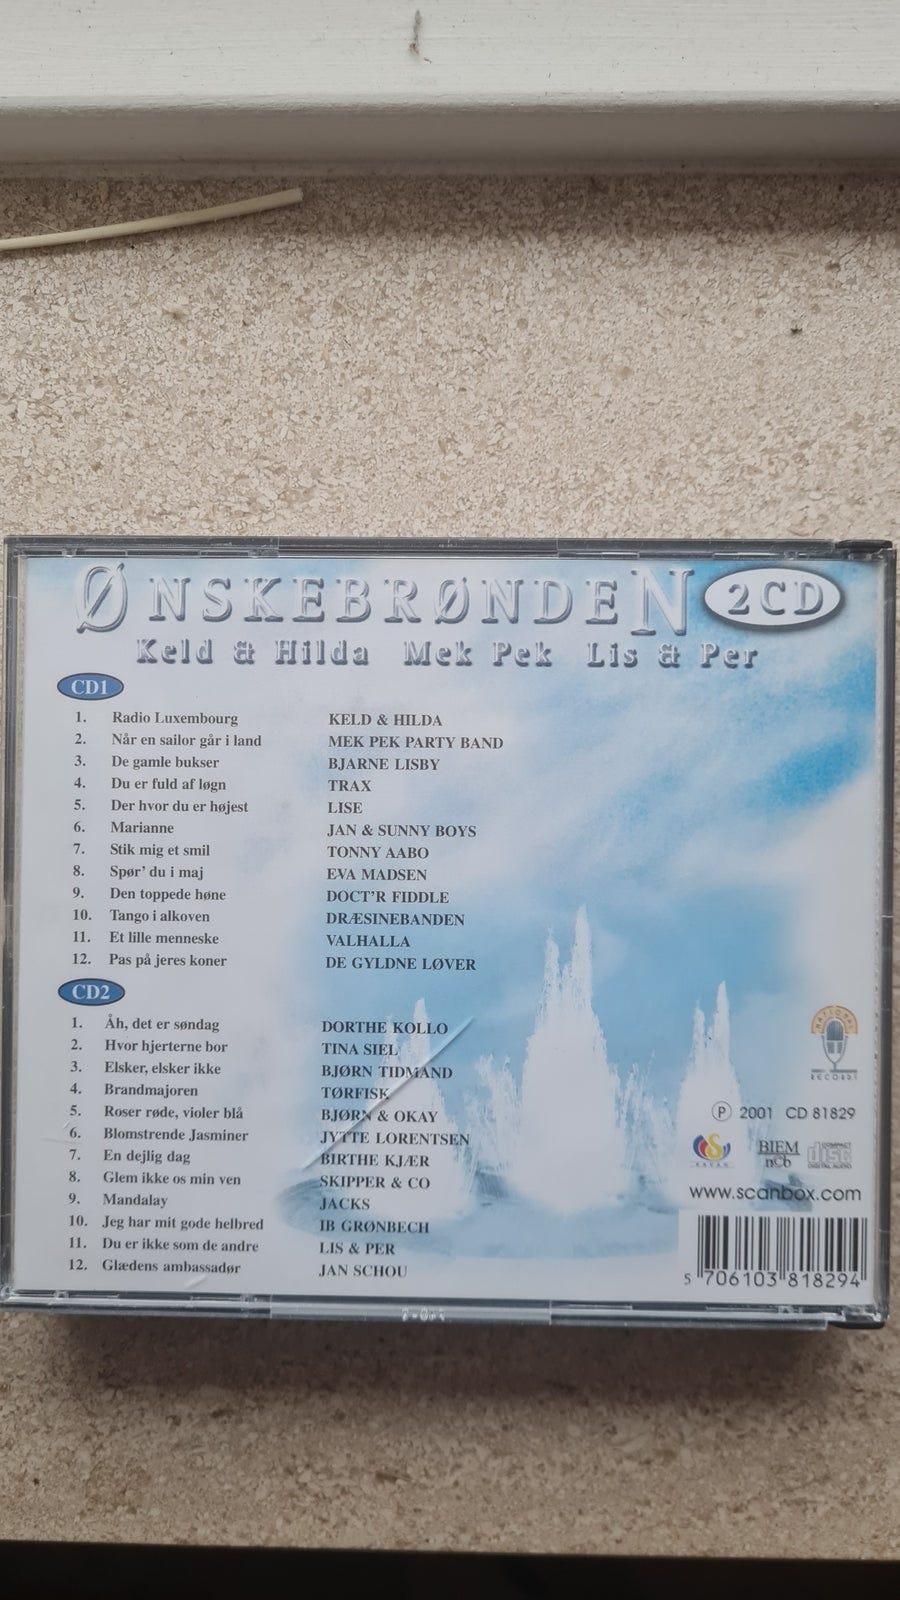 ØNSKEBRØNDEN 2CD
Keld & Hilda Mek Pek Lis & Per
CD1
1. Radio Luxembourg KELD & HILDA
2. Når en sailor går i land MEK PEK PARTY BAND
3. De gamle bukser BJARNE LISBY
4. Du er fuld af løgn TRAX
5. Der hvor du er højest LISE
6. Marianne JAN & SUNNY BOYS
7. Stik mig et smil TONNY AABO
8. Spør' du i maj EVA MADSEN
9. Den toppede høne DOCT'R FIDDLE
10. Tango i alkoven DRÆSINEBANDEN
11. Et lille menneske VALHALLA
12. Pas på jeres koner DE GYLDNE LØVER
CD2
1. Åh, det er søndag DORTHE KOLLO
2. Hvor hjerterne bor TINA SIEL
3. Elsker, elsker ikke BJØRN TIDMAND
4. Brandmajoren TØRFISK
5. Roser røde, violer blå BJØRN & OKAY
6. Blomstrende Jasminer JYTTE LORENTSEN
7. En dejlig dag BIRTHE KJÆR
8. Glem ikke os min ven SKIPPER & CO
9. Mandalay JACKS
10. Jeg har mit gode helbred IB GRØNBECH
11. Du er ikke som de andre LIS & PER
12. Glædens ambassadør JAN SCHOU
NATIONAL
RECORDS
Ⓟ 2001 CD 81829
BIEM
ncb
COMPACT
disc
DIGITAL AUDIO
www.scanbox.com
5 706103 818294